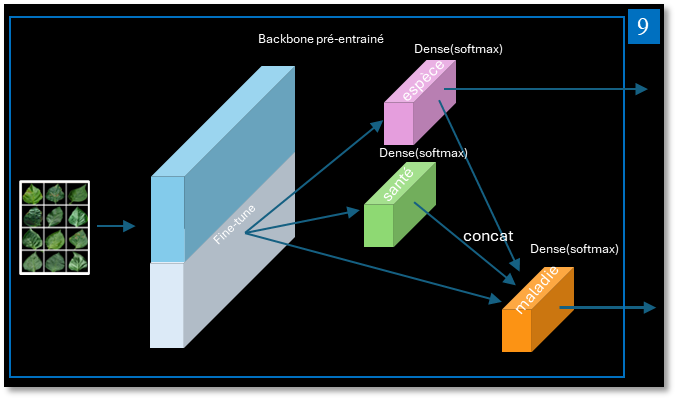 9
Backbone pré-entrainé
Dense(softmax)
espèce
Dense(softmax)
santé
Fine-tune
concat
Dense(softmax)
maladie